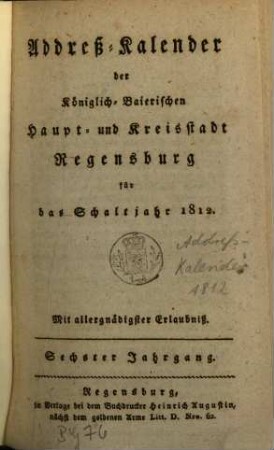 Addreß-Kalender
der
Königlich-Baierischen
Haupt- und Kreisstadt
Regensburg
für
das Schaltjahr 1812.
Addreß-
Kalender
1812
Mit allergnädigster Erlaubniß.
Sechster Jahrgang.
Regensburg,
im Verlage bei dem Buchdrucker Heinrich Augustin,
nächst dem goldenen Arme Litt. D. Nro. 62.